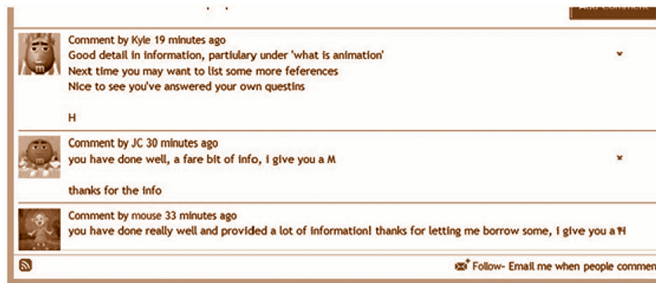 Add Comment
Comment by Kyle 19 minutes ago
Good detail in information, partiulary under 'what is animation'
Next time you may want to list some more feferences
Nice to see you've answered your own questins
H
Comment by JC 30 minutes ago
you have done well, a fare bit of info, i give you a M
thanks for the info
Comment by mouse 33 minutes ago
you have done really well and provided a lot of information! thanks for letting me borrow some, i give you a H
Follow- Email me when people commen